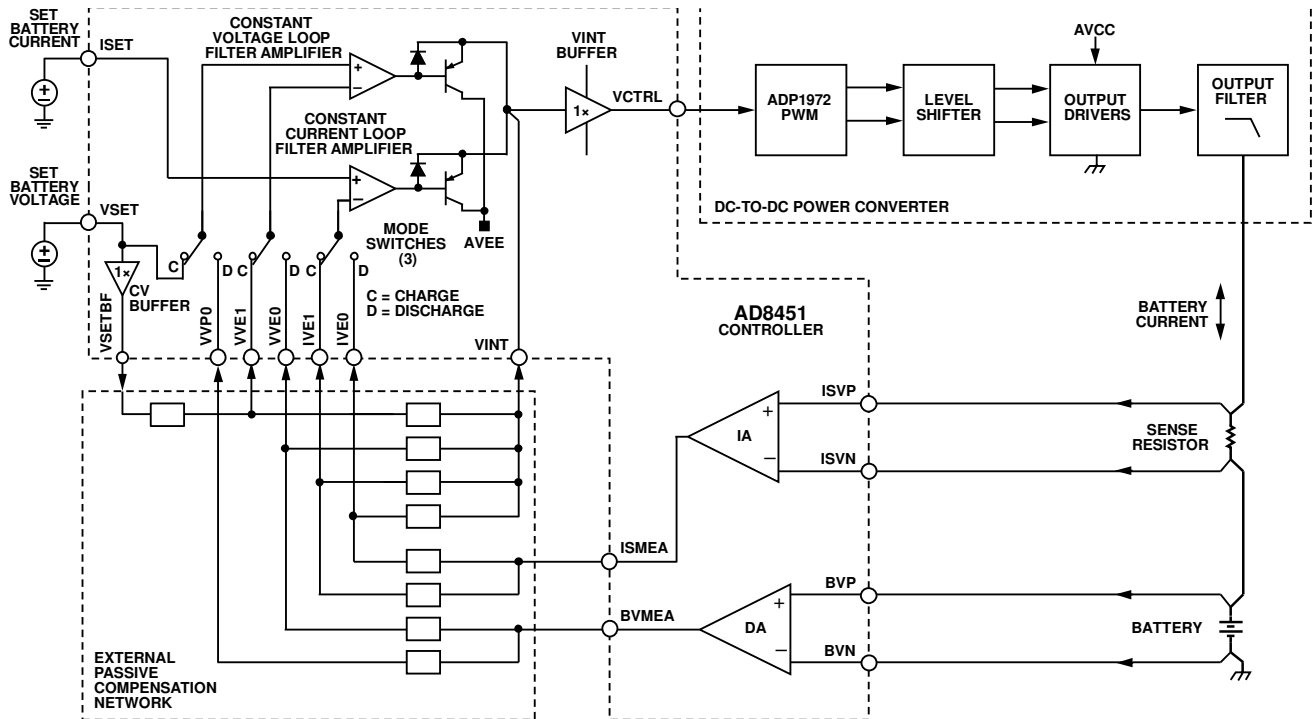 SET
BATTERY
CURRENT
ISET
CONSTANT
VOLTAGE LOOP
FILTER AMPLIFIER
+
−
VINT
BUFFER
1×
VCTRL
CONSTANT
CURRENT LOOP
FILTER AMPLIFIER
+
−
AVCC
ADP1972
PWM
LEVEL
SHIFTER
OUTPUT
DRIVERS
OUTPUT
FILTER
DC-TO-DC POWER CONVERTER
SET
BATTERY
VOLTAGE
VSET
1×
CV
BUFFER
C
D
C
D
C
D
MODE
SWITCHES
(3)
AVEE
C = CHARGE
D = DISCHARGE
VSETBF
VVP0
VVE1
VVE0
IVE1
IVE0
VINT
AD8451
CONTROLLER
BATTERY
CURRENT
ISVP
+
IA
−
ISVN
SENSE
RESISTOR
ISMEA
BVP
+
DA
−
BVN
BVMEA
BATTERY
EXTERNAL
PASSIVE
COMPENSATION
NETWORK